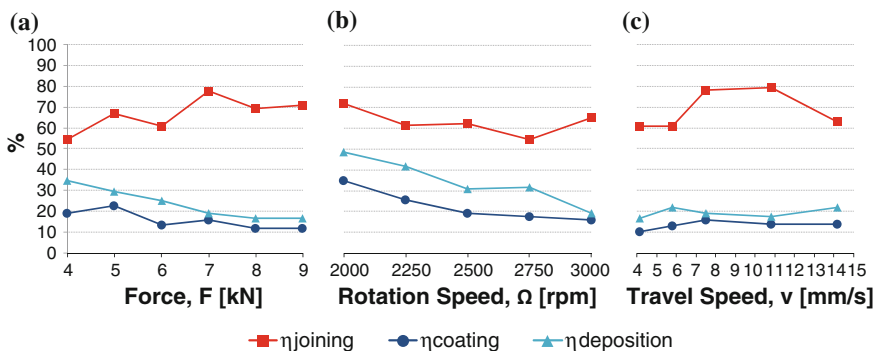 (a) (b) (c)
100
90
80
70
60
50
40
30
20
10
0
%
4 5 6 7 8 9
2000 2250 2500 2750 3000
4 5 6 7 8 9 10 11 12 13 14 15
Force, F [kN] Rotation Speed, Ω [rpm] Travel Speed, v [mm/s]
ηjoining ηcoating ηdeposition